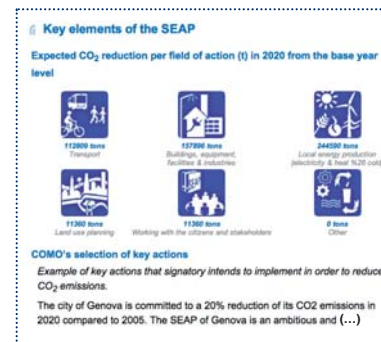 Key elements of the SEAP
Expected CO2 reduction per field of action (t) in 2020 from the base year
level
112809 tons
Transport
157896 tons
Buildings, equipment,
facilities & industries
244590 tons
Local energy production
(electricity & heat %26 cold)
11360 tons
Land use planning
11360 tons
Working with the citizens and stakeholders
0 tons
Other
COMO's selection of key actions
Example of key actions that signatory intends to implement in order to reduce
CO2 emissions.
The city of Genova is committed to a 20% reduction of its CO2 emissions in
2020 compared to 2005. The SEAP of Genova is an ambitious and (...)